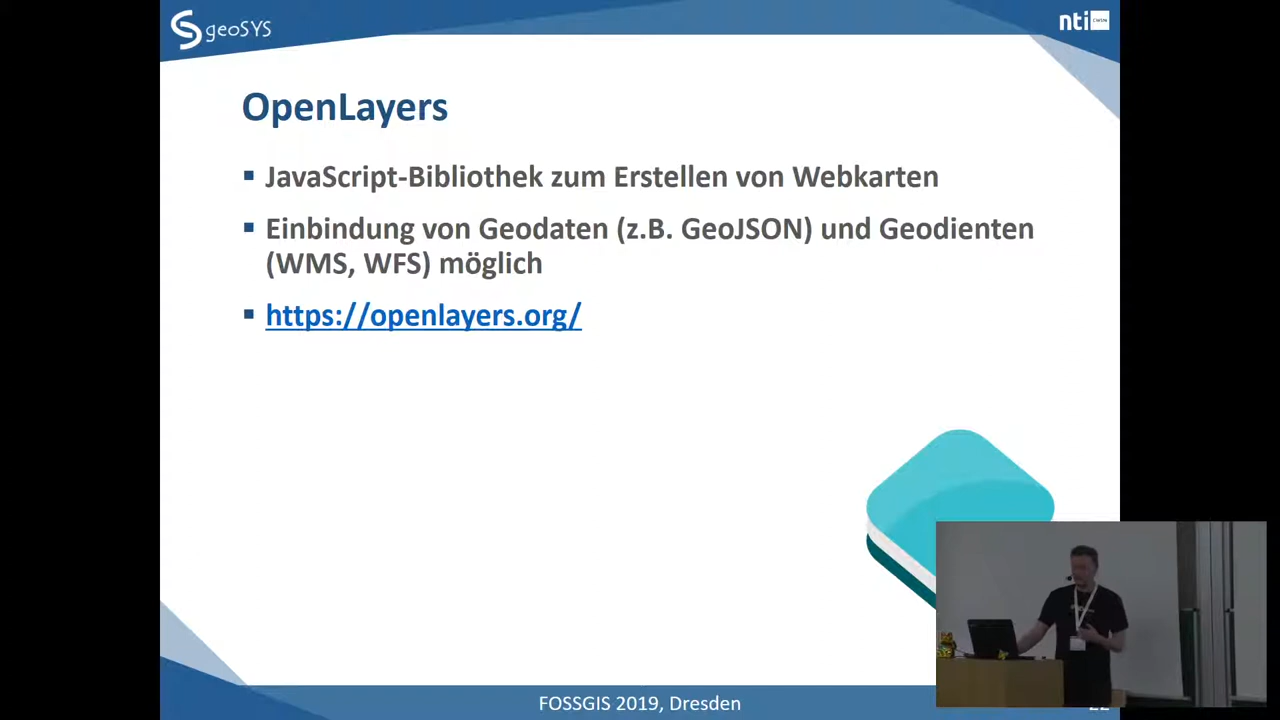 geoSYS
nti
OpenLayers
JavaScript-Bibliothek zum Erstellen von Webkarten
Einbindung von Geodaten (z.B. GeoJSON) und Geodienten
(WMS, WFS) möglich
https://openlayers.org/
FOSSGIS 2019, Dresden